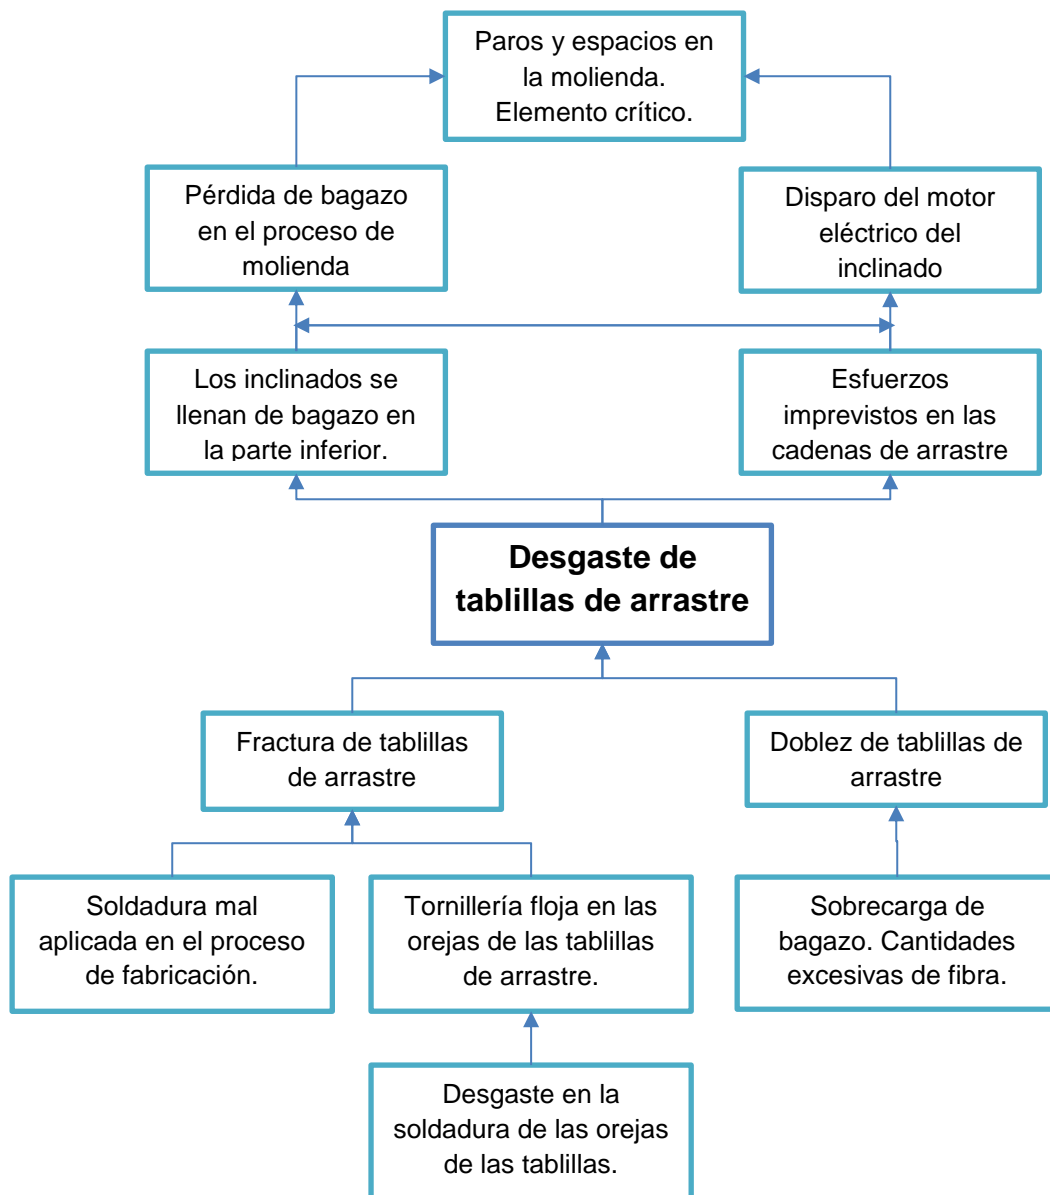 Paros y espacios en
la molienda.
Elemento crítico.
Pérdida de bagazo
en el proceso de
molienda
Disparo del motor
eléctrico del
inclinado
Los inclinados se
llenan de bagazo en
la parte inferior.
Esfuerzos
imprevistos en las
cadenas de arrastre
Desgaste de
tablillas de arrastre
Fractura de tablillas
de arrastre
Doblez de tablillas de
arrastre
Soldadura mal
aplicada en el proceso
de fabricación.
Tornillería floja en las
orejas de las tablillas
de arrastre.
Sobrecarga de
bagazo. Cantidades
excesivas de fibra.
Desgaste en la
soldadura de las orejas
de las tablillas.